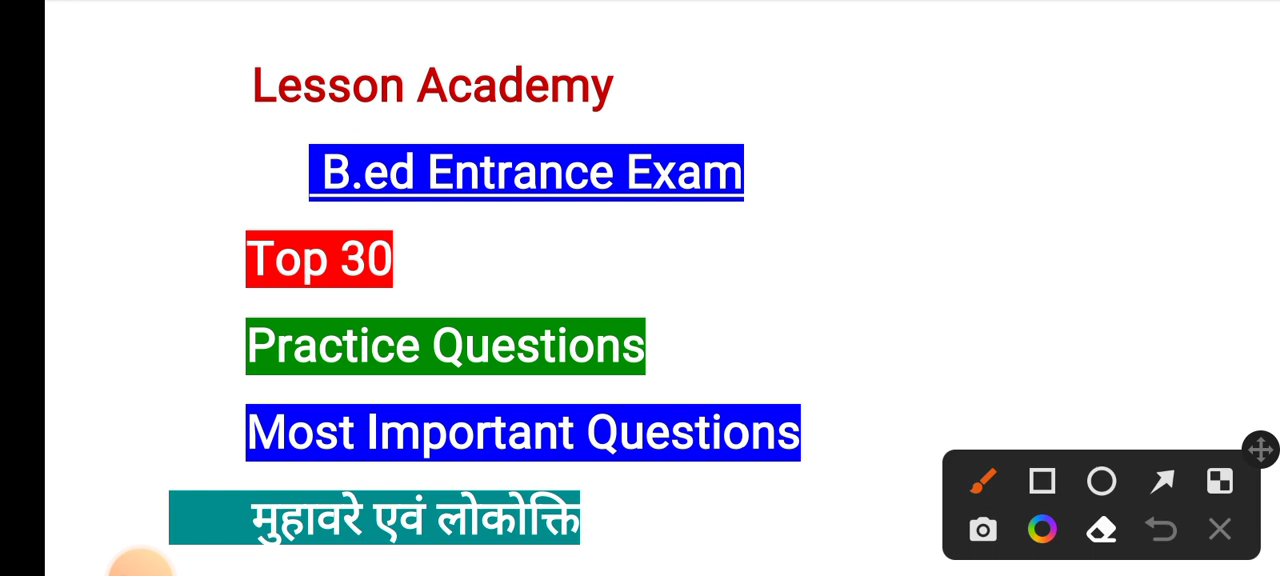 Lesson Academy
B.ed Entrance Exam
Top 30
Practice Questions
Most Important Questions
मुहावरे एवं लोकोक्ति